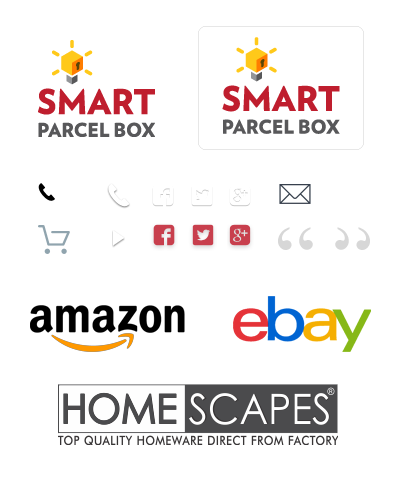 SMART
PARCEL BOX
SMART
PARCEL BOX
f
g+
“ ”
amazon
ebay
HOMESCAPES®
TOP QUALITY HOMEWARE DIRECT FROM FACTORY